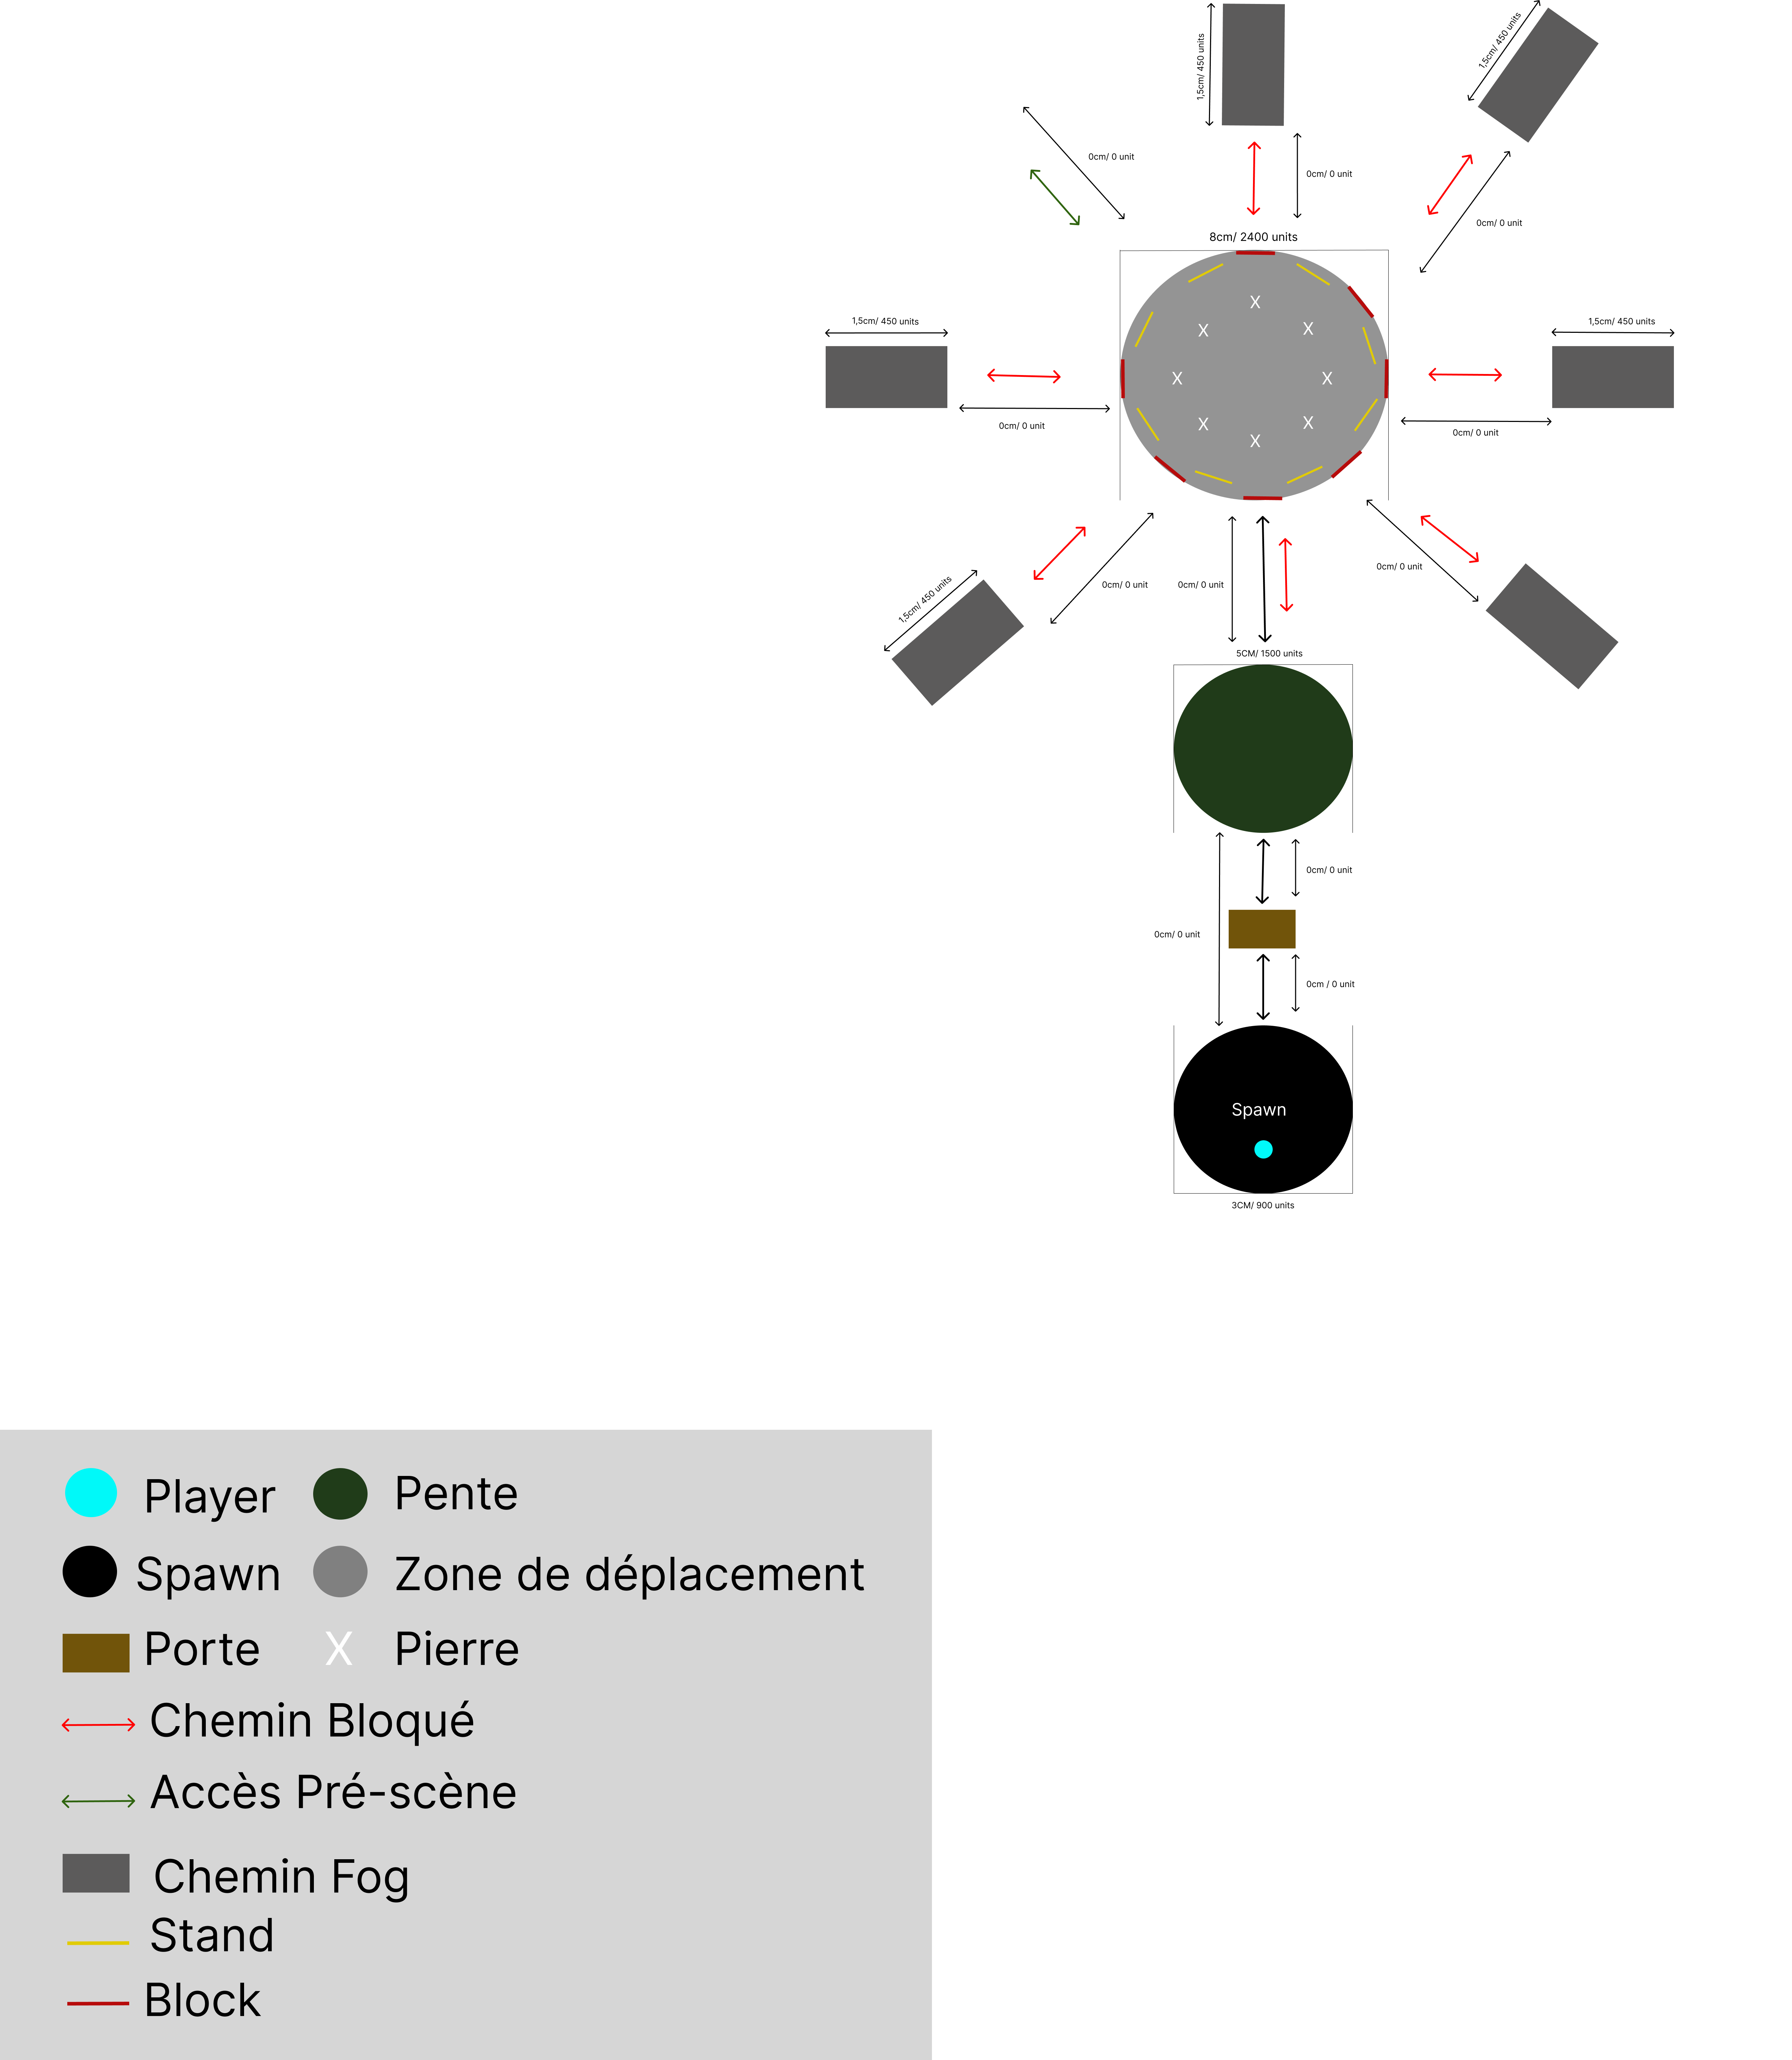 1,5cm/ 450 units
1,5cm/ 450 units
0cm/ 0 unit
0cm/ 0 unit
0cm/ 0 unit
8cm/ 2400 units
X
X
X
1,5cm/ 450 units
1,5cm/ 450 units
X
X
X
X
X
0cm/ 0 unit
0cm/ 0 unit
0cm/ 0 unit
1,5cm/ 450 units
0cm/ 0 unit
0cm/ 0 unit
5CM/ 1500 units
0cm/ 0 unit
0cm/ 0 unit
0cm / 0 unit
Spawn
3CM/ 900 units
Player
Pente
Spawn
Zone de déplacement
Porte
X Pierre
Chemin Bloqué
Accès Pré-scène
Chemin Fog
Stand
Block